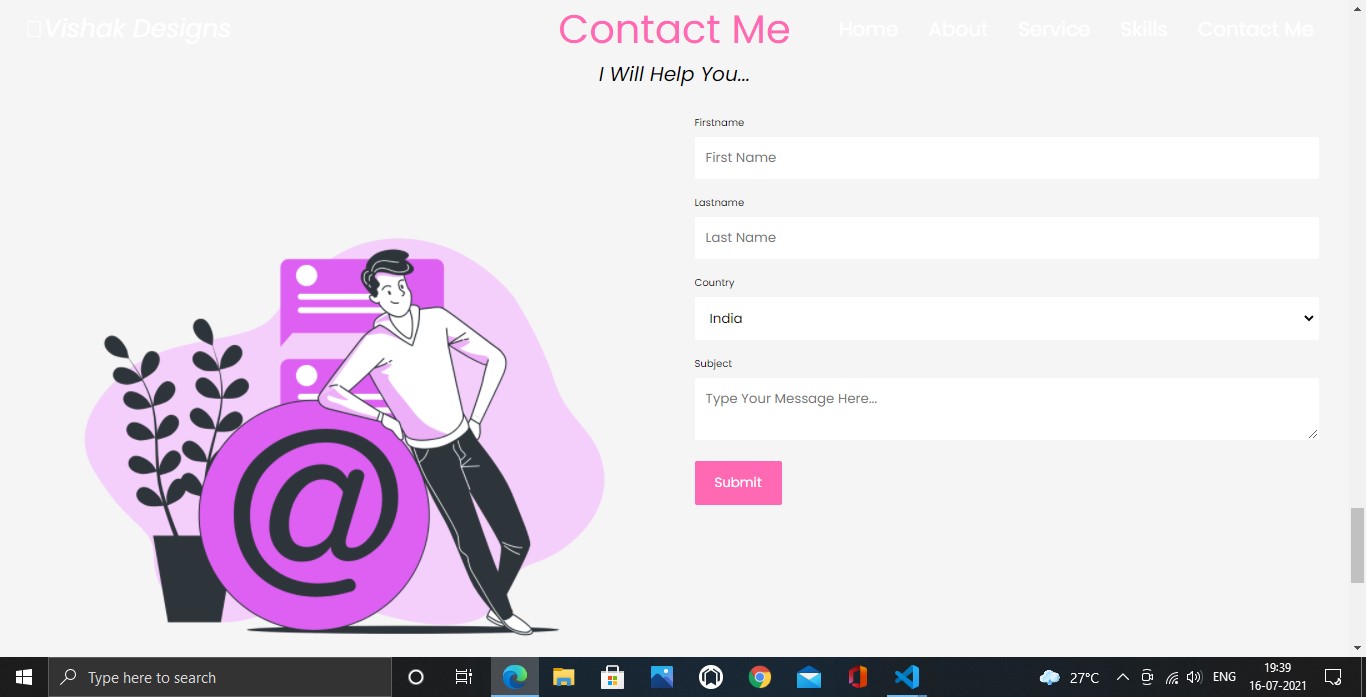 Vishak Designs
Contact Me
Home About Service Skills Contact Me
I Will Help You...
Firstname
First Name
Lastname
Last Name
Country
India
Subject
Type Your Message Here...
Submit
@
Type here to search
27°C
ENG
19:39
16-07-2021